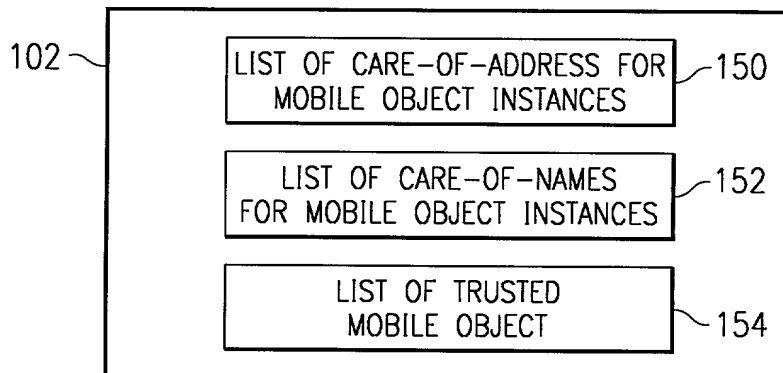 102
LIST OF CARE-OF-ADDRESS FOR
MOBILE OBJECT INSTANCES
150
LIST OF CARE-OF-NAMES
FOR MOBILE OBJECT INSTANCES
152
LIST OF TRUSTED
MOBILE OBJECT
154